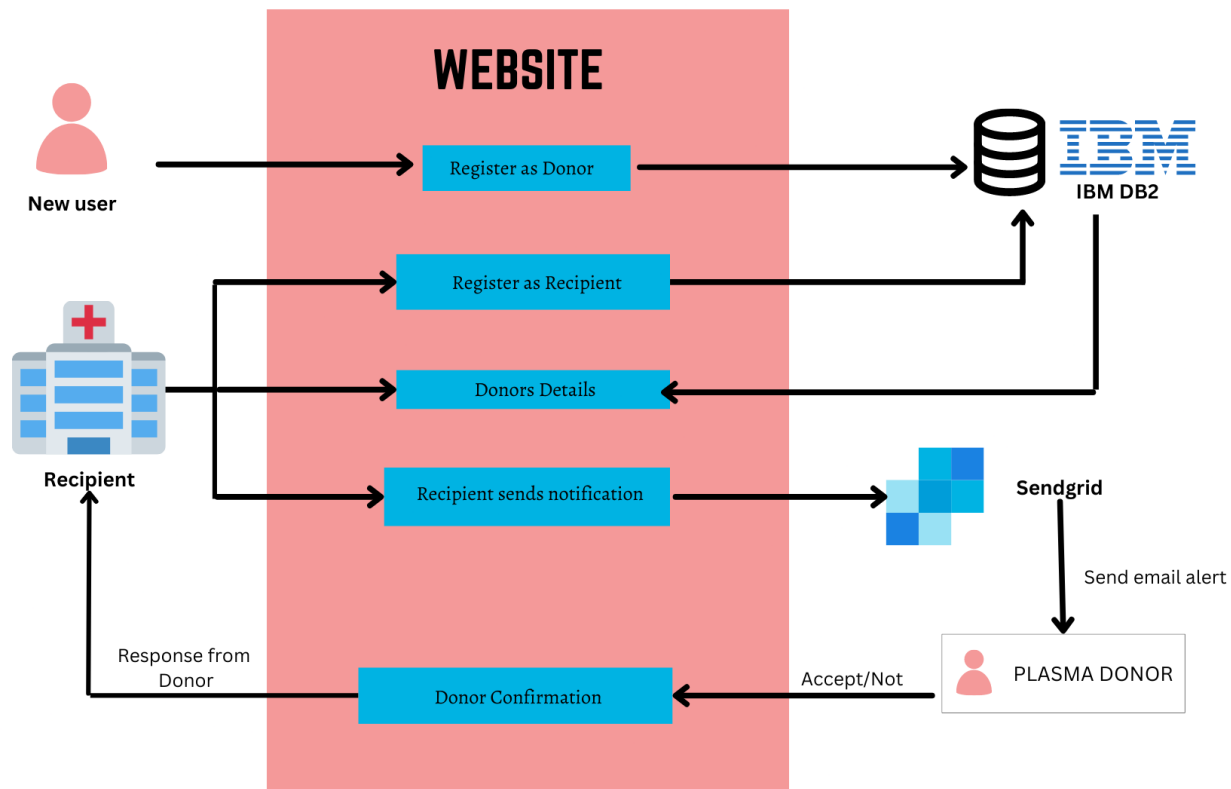 WEBSITE
New user
Register as Donor
IBM
IBM DB2
Register as Recipient
Donors Details
Recipient
Recipient sends notification
Sendgrid
Send email alert
PLASMA DONOR
Accept/Not
Donor Confirmation
Response from
Donor